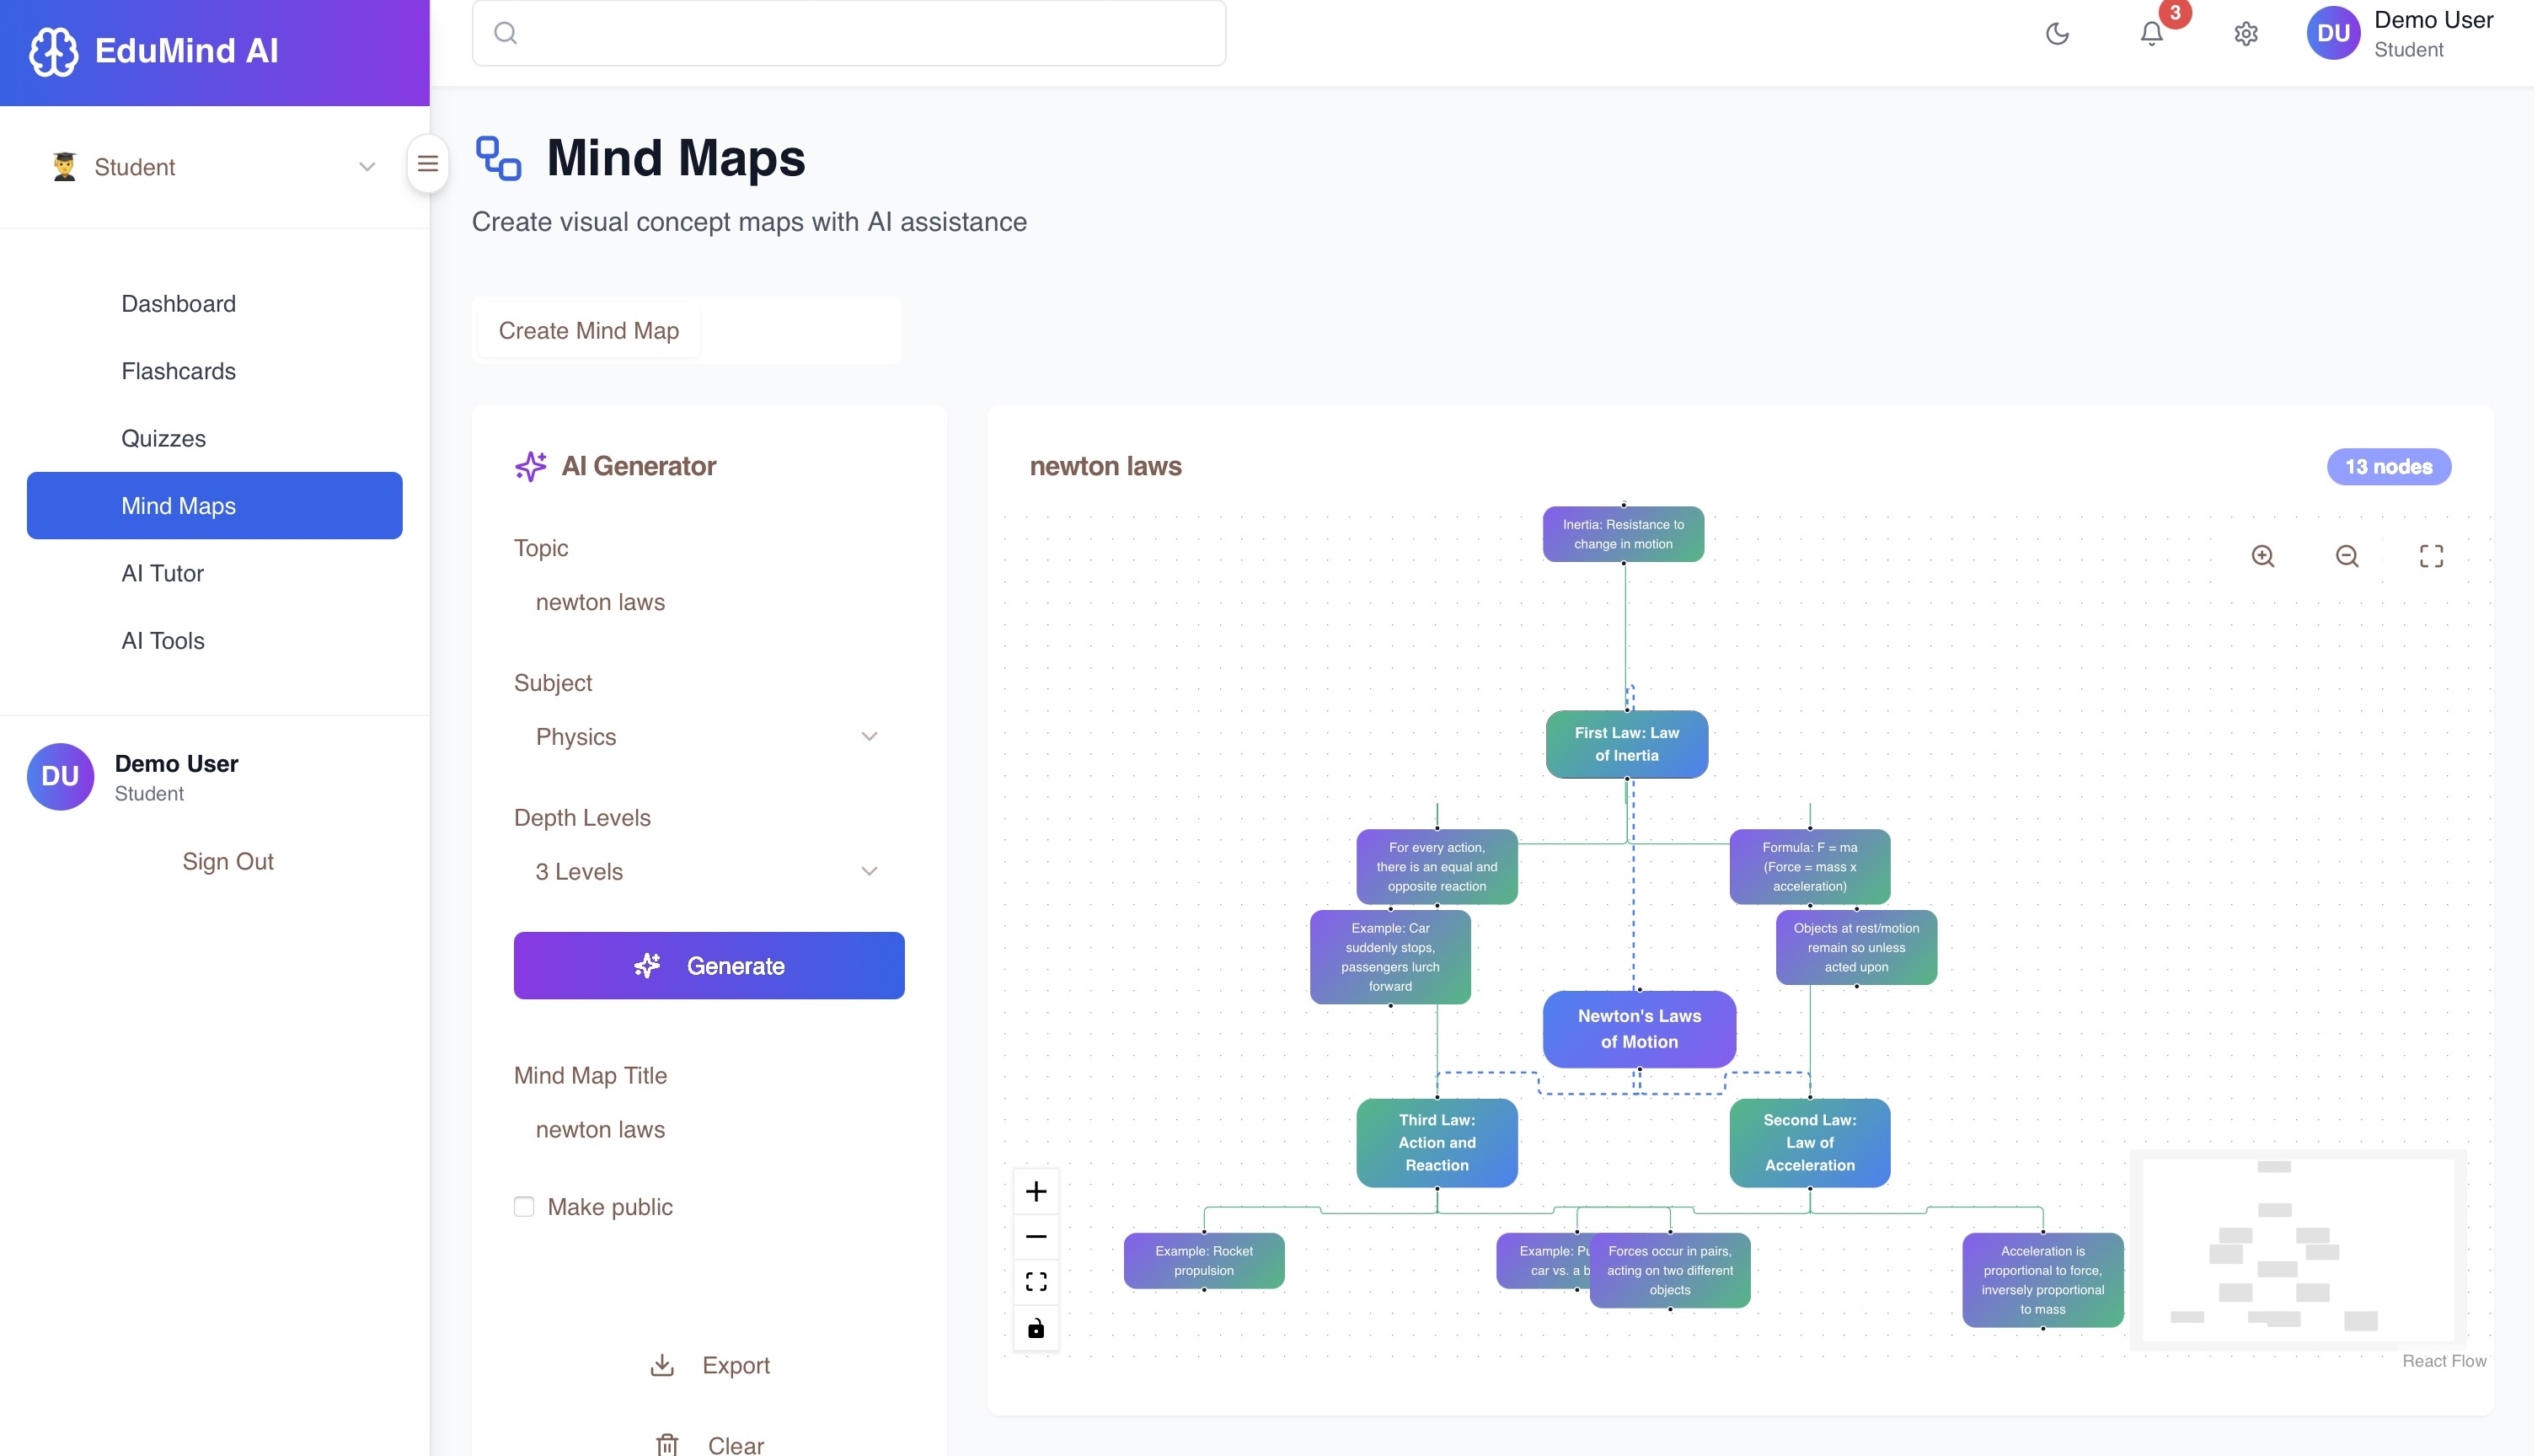 EduMind AI
3
DU
Demo User
Student
Student
Dashboard
Flashcards
Quizzes
Mind Maps
AI Tutor
AI Tools
DU
Demo User
Student
Sign Out
Mind Maps
Create visual concept maps with AI assistance
Create Mind Map
AI Generator
Topic
newton laws
Subject
Physics
Depth Levels
3 Levels
Generate
Mind Map Title
newton laws
Make public
Export
Clear
newton laws
13 nodes
Inertia: Resistance to
change in motion
First Law: Law
of Inertia
For every action,
there is an equal and
opposite reaction
Formula: F = ma
(Force = mass x
acceleration)
Example: Car
suddenly stops,
passengers lurch
forward
Objects at rest/motion
remain so unless
acted upon
Newton's Laws
of Motion
Third Law:
Action and
Reaction
Second Law:
Law of
Acceleration
Example: Rocket
propulsion
Example:
car vs. a
Forces occur in pairs,
acting on two different
objects
Acceleration is
proportional to force,
inversely proportional
to mass
React Flow